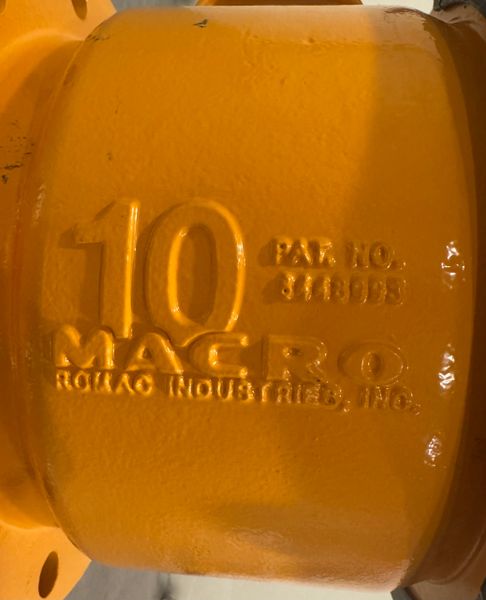 10
PAT. NO.
MACRO
ROMAC INDUSTRIES, INC.